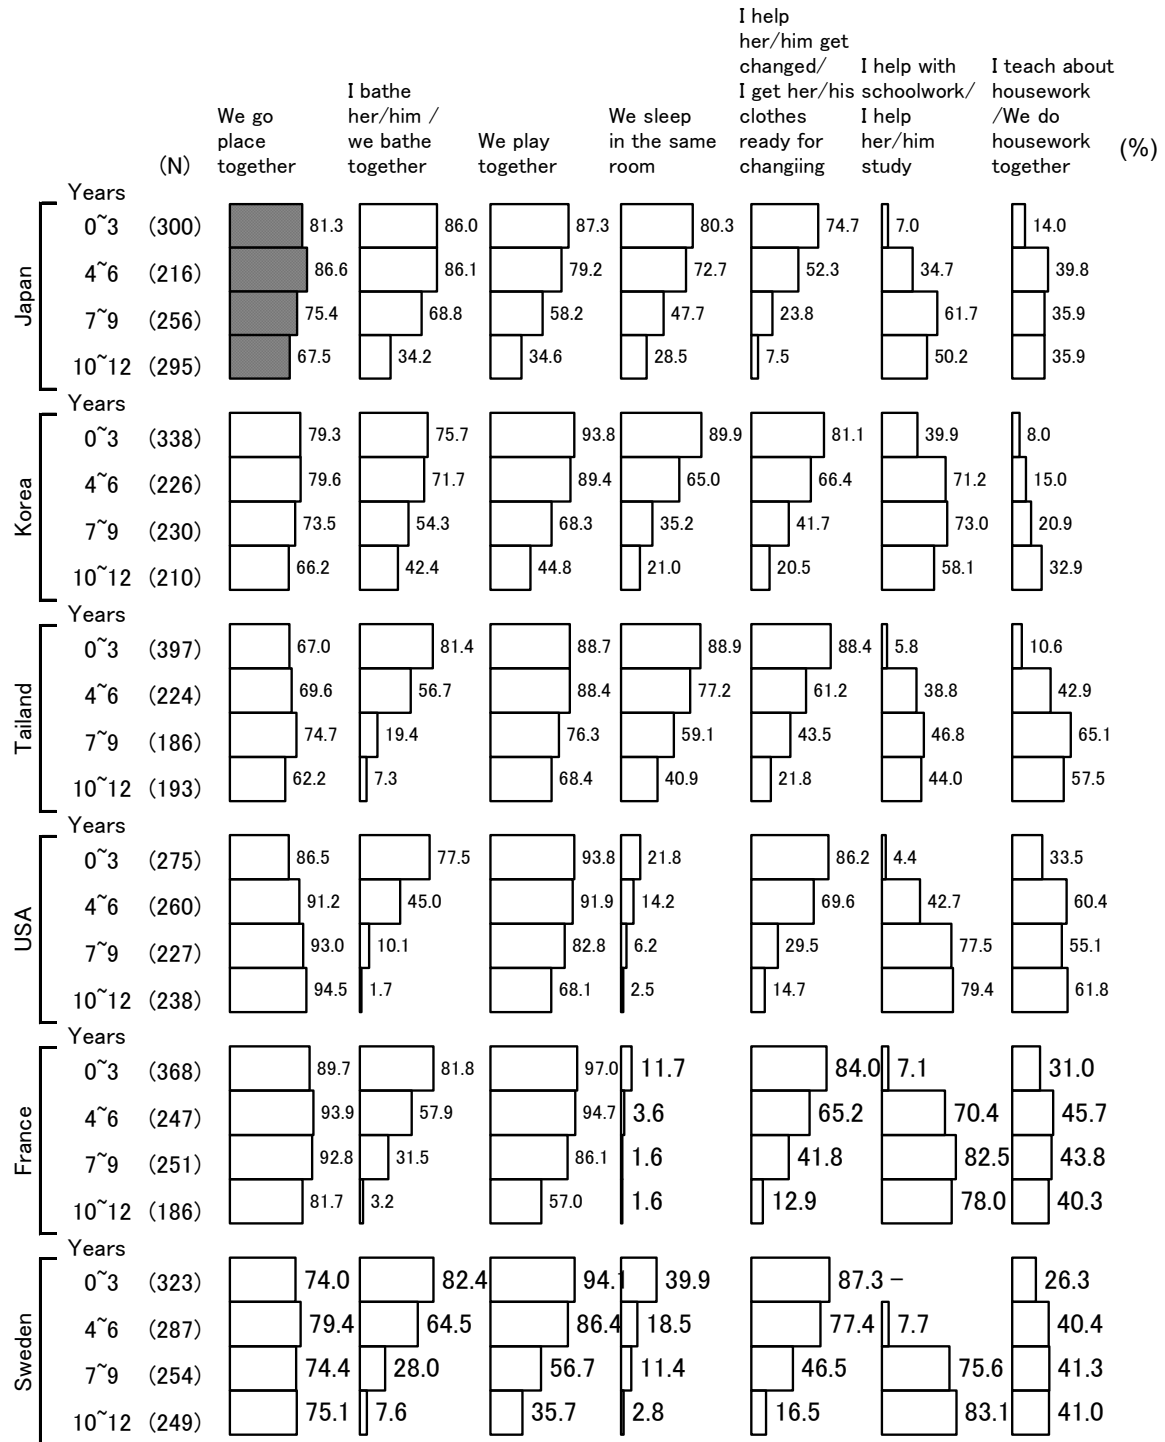 We go
place
together
I bathe
her/him /
we bathe
together
We play
together
We sleep
in the same
room
I help
her/him get
changed/
I get her/his
clothes
ready for
changiing
I help with
schoolwork/
I help
her/him
study
I teach about
housework
/We do
housework
together
(N) (%)
Japan
Years
0~3 (300) 81.3 86.0 87.3 80.3 74.7 7.0 14.0
4~6 (216) 86.6 86.1 79.2 72.7 52.3 34.7 39.8
7~9 (256) 75.4 68.8 58.2 47.7 23.8 61.7 35.9
10~12 (295) 67.5 34.2 34.6 28.5 7.5 50.2 35.9
Korea
Years
0~3 (338) 79.3 75.7 93.8 89.9 81.1 39.9 8.0
4~6 (226) 79.6 71.7 89.4 65.0 66.4 71.2 15.0
7~9 (230) 73.5 54.3 68.3 35.2 41.7 73.0 20.9
10~12 (210) 66.2 42.4 44.8 21.0 20.5 58.1 32.9
Tailand
Years
0~3 (397) 67.0 81.4 88.7 88.9 88.4 5.8 10.6
4~6 (224) 69.6 56.7 88.4 77.2 61.2 38.8 42.9
7~9 (186) 74.7 19.4 76.3 59.1 43.5 46.8 65.1
10~12 (193) 62.2 7.3 68.4 40.9 21.8 44.0 57.5
USA
Years
0~3 (275) 86.5 77.5 93.8 21.8 86.2 4.4 33.5
4~6 (260) 91.2 45.0 91.9 14.2 69.6 42.7 60.4
7~9 (227) 93.0 10.1 82.8 6.2 29.5 77.5 55.1
10~12 (238) 94.5 1.7 68.1 2.5 14.7 79.4 61.8
France
Years
0~3 (368) 89.7 81.8 97.0 11.7 84.0 7.1 31.0
4~6 (247) 93.9 57.9 94.7 3.6 65.2 70.4 45.7
7~9 (251) 92.8 31.5 86.1 1.6 41.8 82.5 43.8
10~12 (186) 81.7 3.2 57.0 1.6 12.9 78.0 40.3
Sweden
Years
0~3 (323) 74.0 82.4 94.1 39.9 87.3 – 26.3
4~6 (287) 79.4 64.5 86.4 18.5 77.4 7.7 40.4
7~9 (254) 74.4 28.0 56.7 11.4 46.5 75.6 41.3
10~12 (249) 75.1 7.6 35.7 2.8 16.5 83.1 41.0